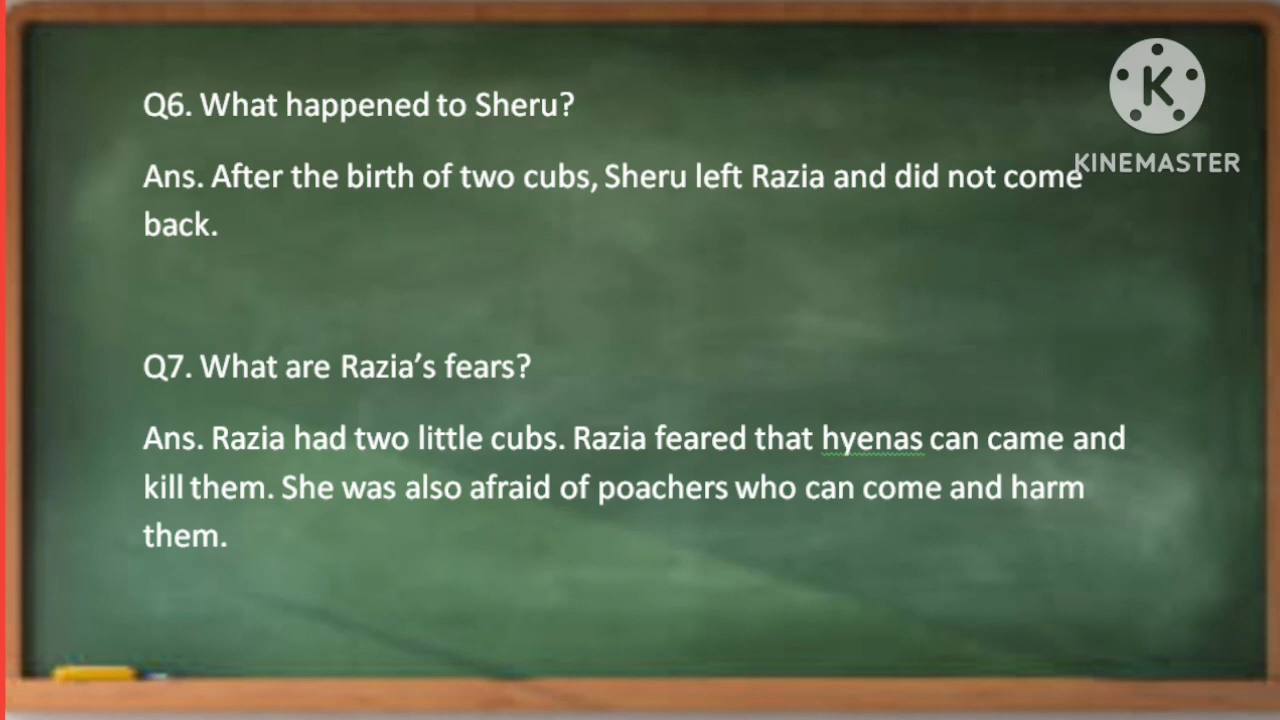 Q6. What happened to Sheru?
K
KINEMASTER
Ans. After the birth of two cubs, Sheru left Razia and did not come
back.
Q7. What are Razia’s fears?
Ans. Razia had two little cubs. Razia feared that hyenas can came and
kill them. She was also afraid of poachers who can come and harm
them.